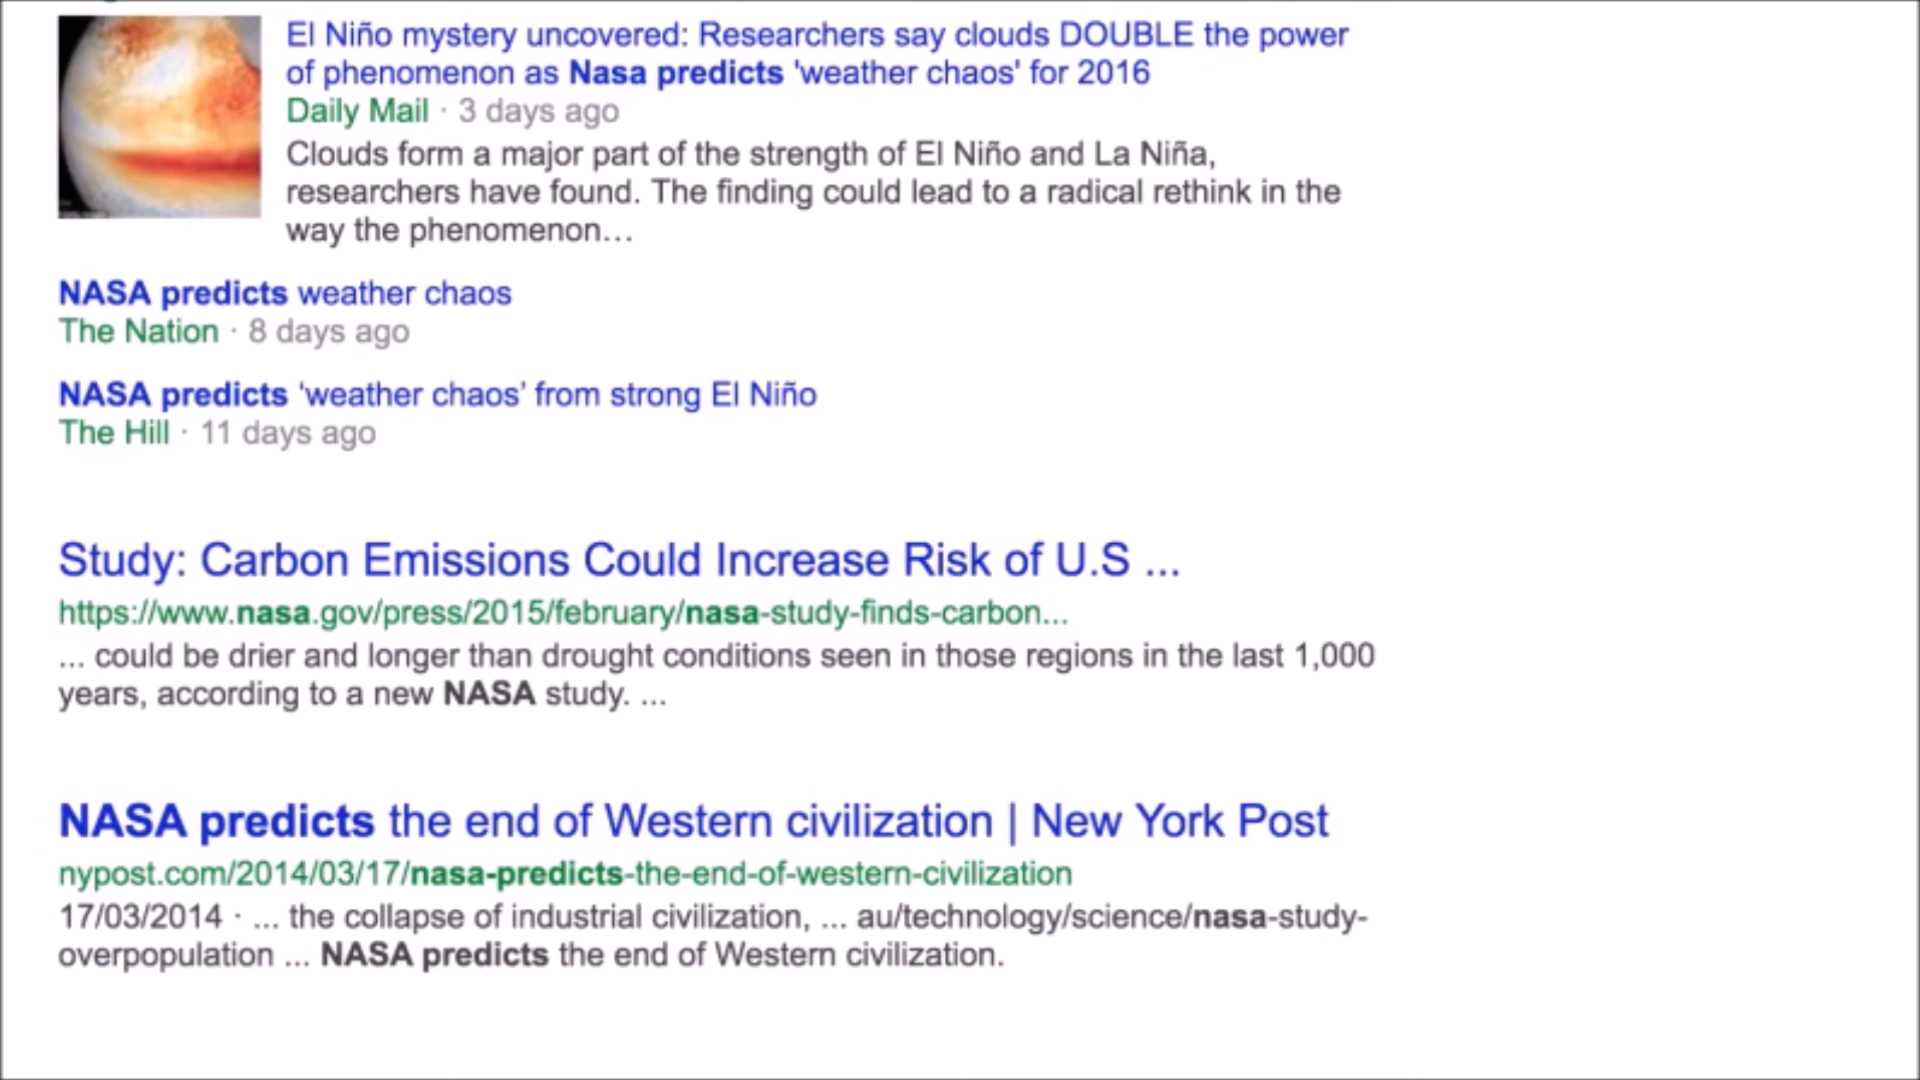 El Niño mystery uncovered: Researchers say clouds DOUBLE the power
of phenomenon as Nasa predicts 'weather chaos' for 2016
Daily Mail · 3 days ago
Clouds form a major part of the strength of El Niño and La Niña,
researchers have found. The finding could lead to a radical rethink in the
way the phenomenon...
NASA predicts weather chaos
The Nation · 8 days ago
NASA predicts ‘weather chaos’ from strong El Niño
The Hill · 11 days ago
Study: Carbon Emissions Could Increase Risk of U.S ...
https://www.nasa.gov/press/2015/february/nasa-study-finds-carbon...
... could be drier and longer than drought conditions seen in those regions in the last 1,000
years, according to a new NASA study. ...
NASA predicts the end of Western civilization | New York Post
nypost.com/2014/03/17/nasa-predicts-the-end-of-western-civilization
17/03/2014 · ... the collapse of industrial civilization, ... au/technology/science/nasa-study-
overpopulation ... NASA predicts the end of Western civilization.